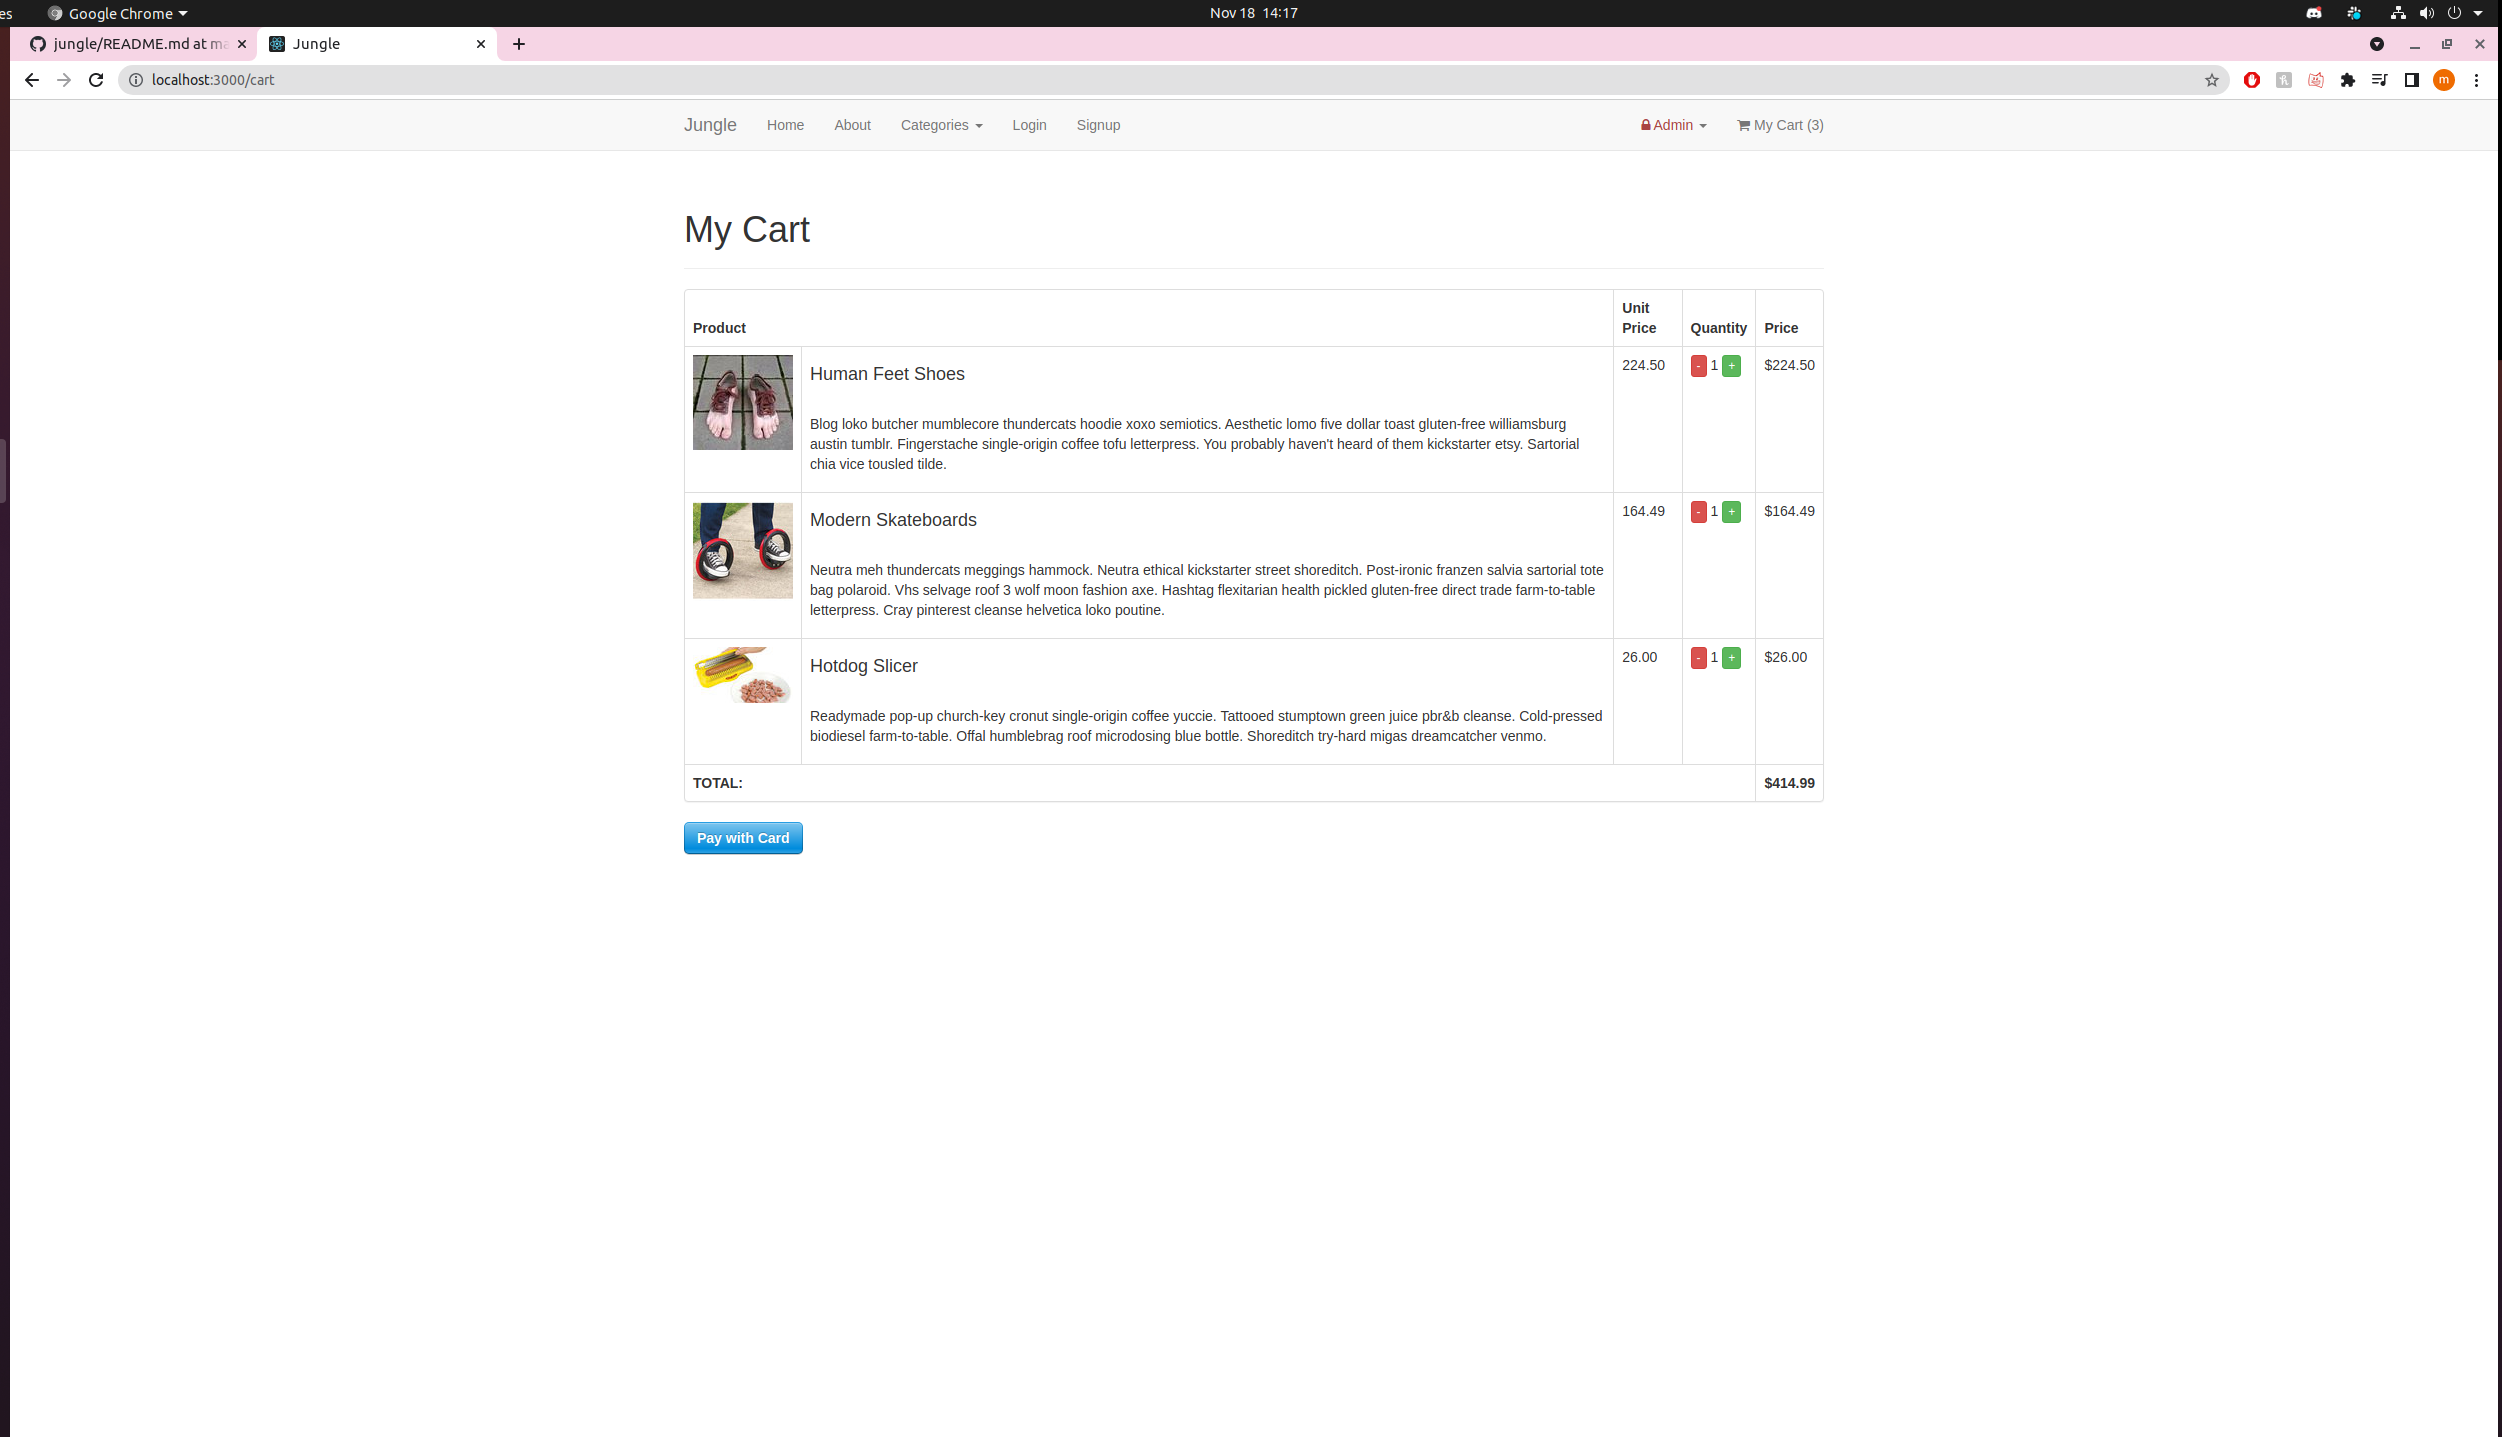 es
Google Chrome
Nov 18 14:17
jungle/README.md at ma
Jungle
localhost:3000/cart
m
Jungle Home About Categories Login Signup Admin My Cart (3)
My Cart
Product Unit Price Quantity Price
Human Feet Shoes 224.50 - 1 + $224.50
Blog loko butcher mumblecore thundercats hoodie xoxo semiotics. Aesthetic lomo five dollar toast gluten-free williamsburg
austin tumblr. Fingerstache single-origin coffee tofu letterpress. You probably haven't heard of them kickstarter etsy. Sartorial
chia vice tousled tilde.
Modern Skateboards 164.49 - 1 + $164.49
Neutra meh thundercats meggings hammock. Neutra ethical kickstarter street shoreditch. Post-ironic franzen salvia sartorial tote
bag polaroid. Vhs selvage roof 3 wolf moon fashion axe. Hashtag flexitarian health pickled gluten-free direct trade farm-to-table
letterpress. Cray pinterest cleanse helvetica loko poutine.
Hotdog Slicer 26.00 - 1 + $26.00
Readymade pop-up church-key cronut single-origin coffee yuccie. Tattooed stumptown green juice pbr&b cleanse. Cold-pressed
biodiesel farm-to-table. Offal humblebrag roof microdosing blue bottle. Shoreditch try-hard migas dreamcatcher venmo.
TOTAL: $414.99
Pay with Card